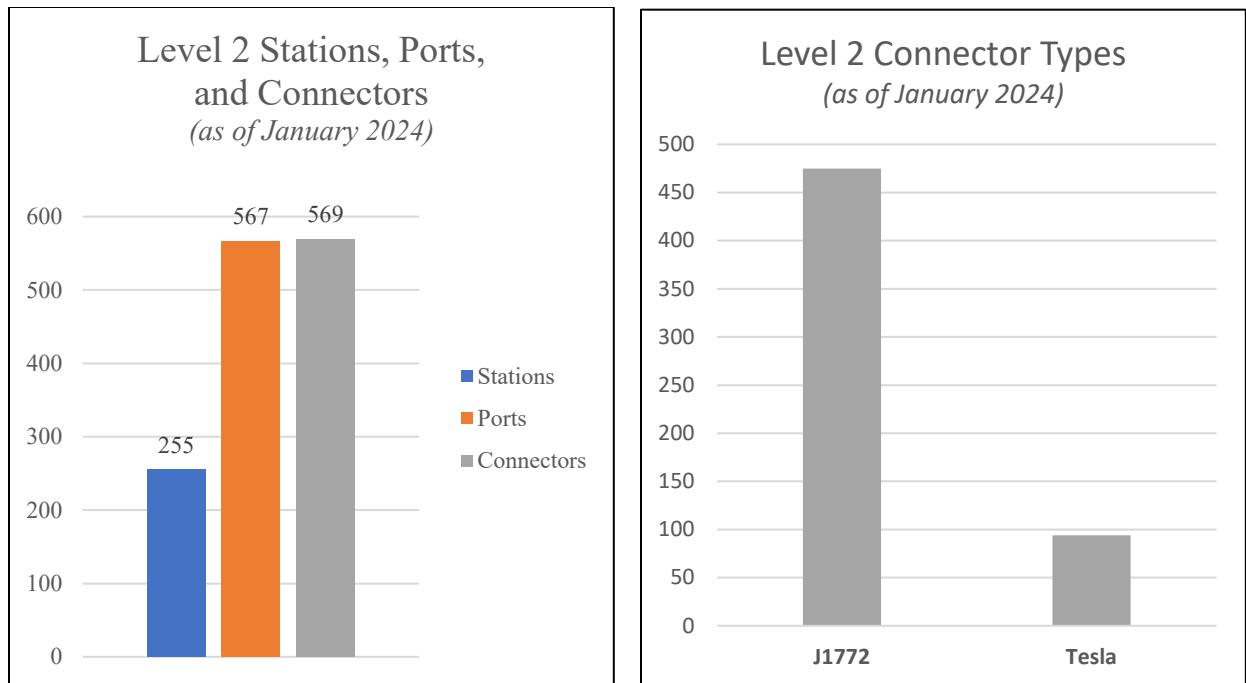 Level 2 Stations, Ports,
and Connectors
(as of January 2024)
600
500
400
300
200
100
0
255
567
569
Stations
Ports
Connectors
Level 2 Connector Types
(as of January 2024)
500
450
400
350
300
250
200
150
100
50
0
J1772
Tesla